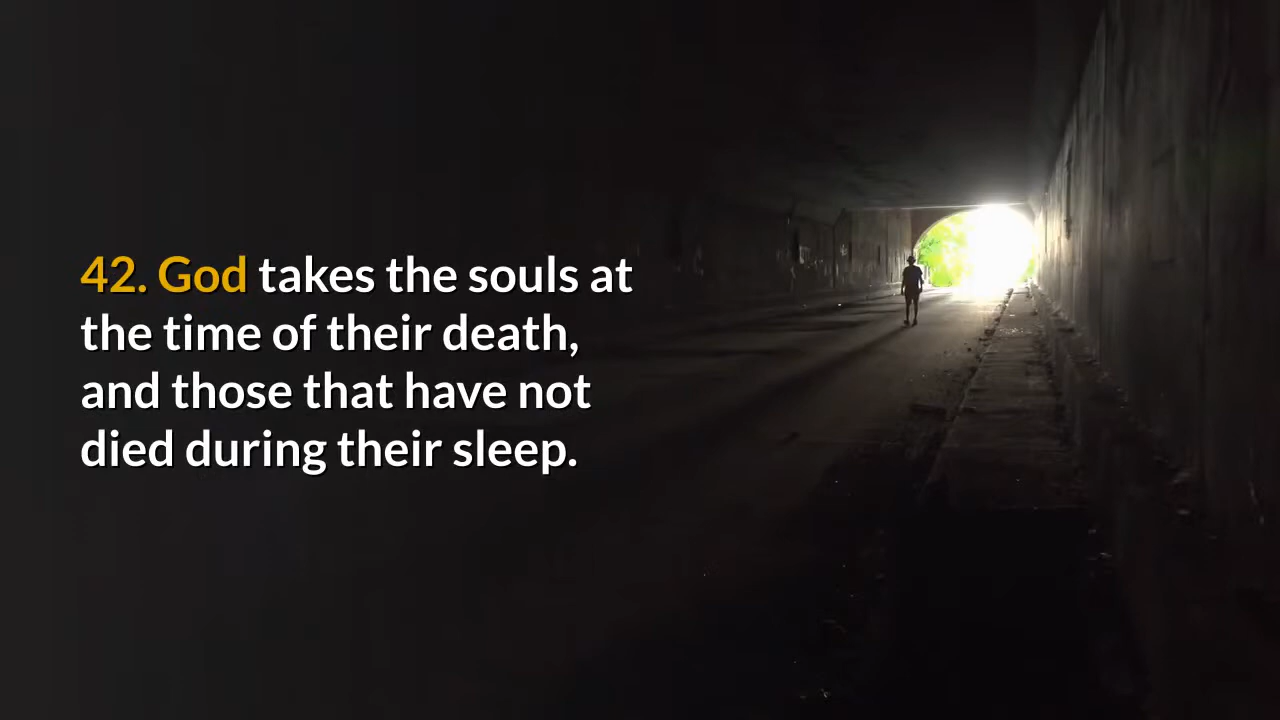 42. God takes the souls at
the time of their death,
and those that have not
died during their sleep.